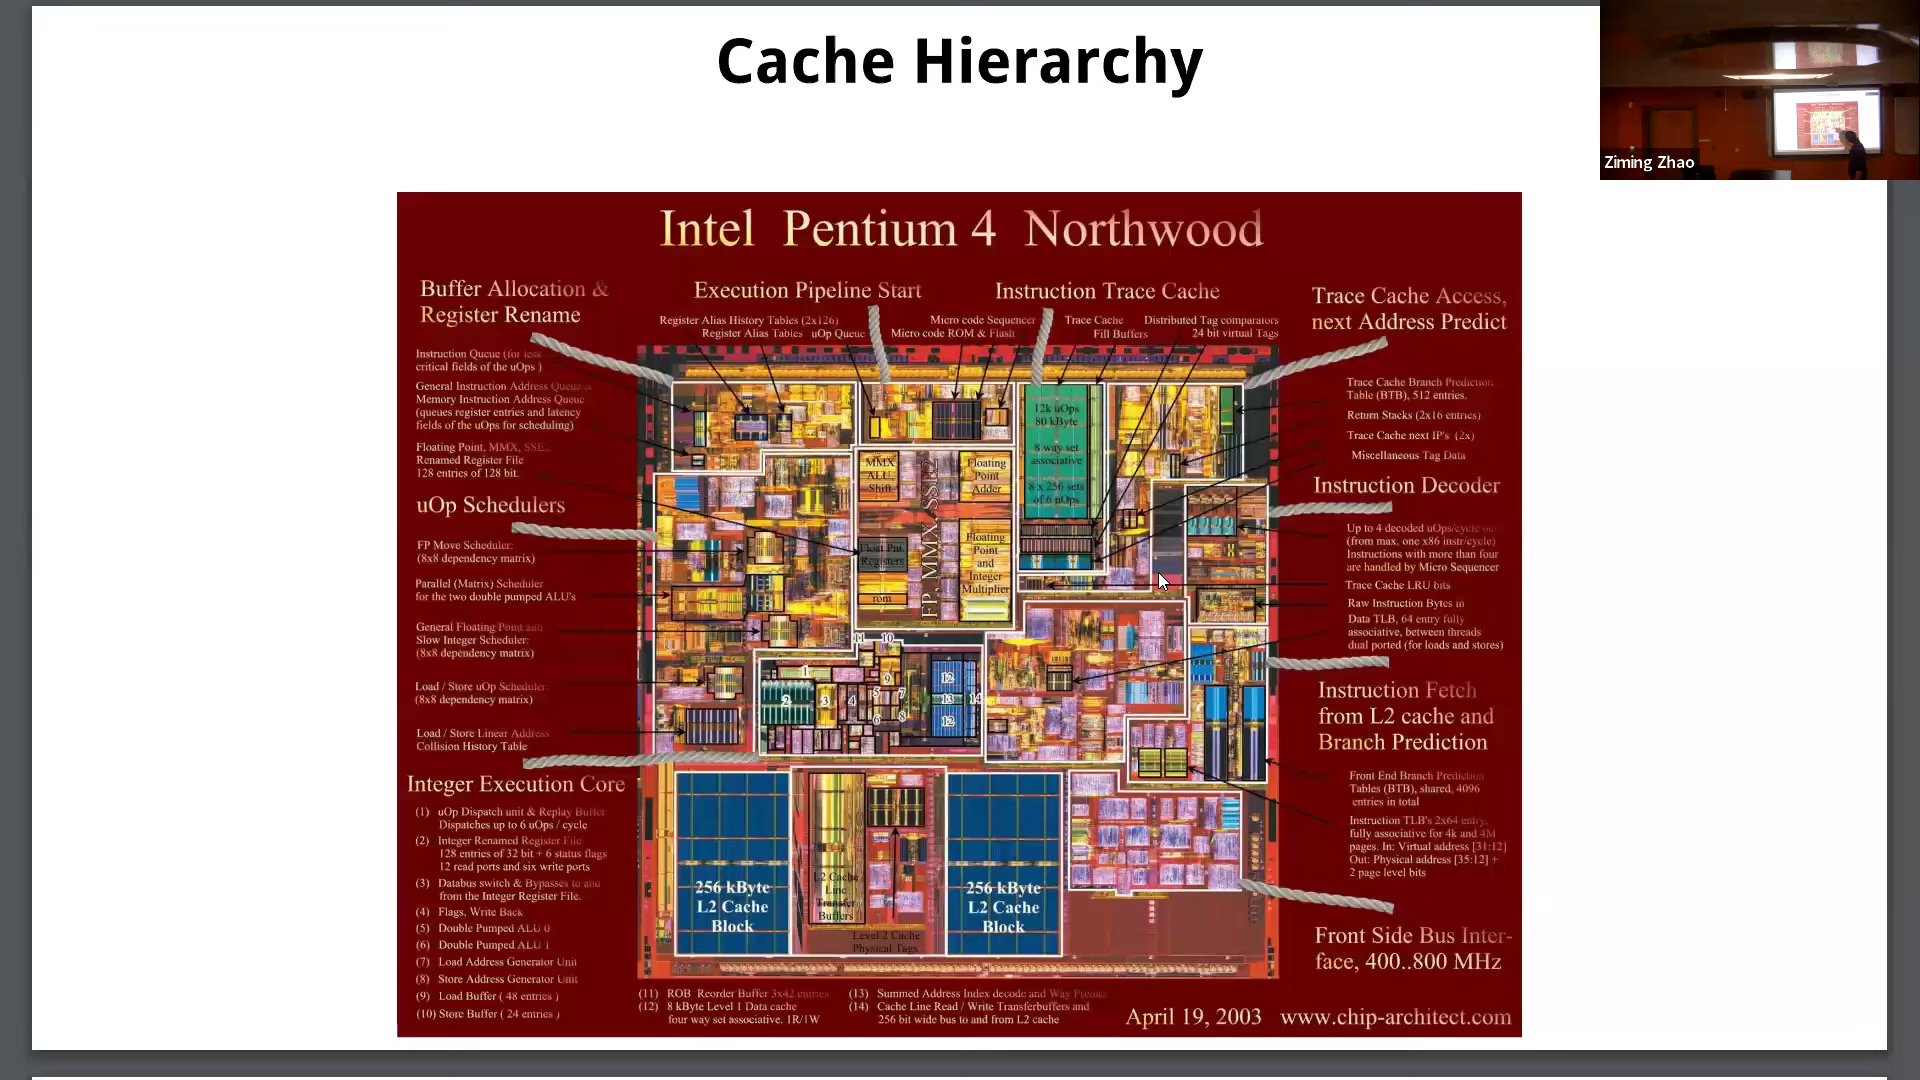 Cache Hierarchy
Ziming Zhao
Intel Pentium 4 Northwood
Buffer Allocation &
Register Rename
Execution Pipeline Start
Instruction Trace Cache
Trace Cache Access,
next Address Predict
Register Alias History Tables (2x126)
Register Alias Tables uOp Queue
Micro code Sequencer
Micro code ROM & Flash
Trace Cache
Fill Buffers
Distributed Tag comparators
24 bit virtual Tags
Instruction Queue (for less
critical fields of the uOps )
General Instruction Address Queue &
Memory Instruction Address Queue
(queues register entries and latency
fields of the uOps for scheduling)
Floating Point, MMX, SSE..
Renamed Register File
128 entries of 128 bit.
uOp Schedulers
FP Move Scheduler:
(8x8 dependency matrix)
Parallel (Matrix) Scheduler
for the two double pumped ALU's
General Floating Point and
Slow Integer Scheduler:
(8x8 dependency matrix)
Load / Store uOp Scheduler:
(8x8 dependency matrix)
Load / Store Linear Address
Collision History Table
Integer Execution Core
(1) uOp Dispatch unit & Replay Buffer
Dispatches up to 6 uOps / cycle
(2) Integer Renamed Register File
128 entries of 32 bit + 6 status flags
12 read ports and six write ports
(3) Databus switch & Bypasses to and
from the Integer Register File.
(4) Flags, Write Back
(5) Double Pumped ALU 0
(6) Double Pumped ALU 1
(7) Load Address Generator Unit
(8) Store Address Generator Unit
(9) Load Buffer ( 48 entries )
(10) Store Buffer ( 24 entries )
12k uOps
80 kByte
8 way set
associative
8 x 256 sets
of 6 uOps
MMX
ALU
Shift
FP, MMX, SSE2
Floating
Point
Adder
Float Pnt.
Registers
rom
Floating
Point
and
Integer
Multiplier
11 10
1
2
3
4
5
6
7
8
9
12
13
12
14
256 kByte
L2 Cache
Block
L2 Cache
Line
Transfer
Buffers
Level 2 Cache
Physical Tags
256 kByte
L2 Cache
Block
Trace Cache Branch Prediction
Table (BTB), 512 entries.
Return Stacks (2x16 entries)
Trace Cache next IP's (2x)
Miscellaneous Tag Data
Instruction Decoder
Up to 4 decoded uOps/cycle out.
(from max. one x86 instr/cycle)
Instructions with more than four
are handled by Micro Sequencer
Trace Cache LRU bits
Raw Instruction Bytes in
Data TLB, 64 entry fully
associative, between threads
dual ported (for loads and stores)
Instruction Fetch
from L2 cache and
Branch Prediction
Front End Branch Prediction
Tables (BTB), shared, 4096
entries in total
Instruction TLB's 2x64 entry,
fully associative for 4k and 4M
pages. In: Virtual address [31:12]
Out: Physical address [35:12] +
2 page level bits
Front Side Bus Inter-
face, 400..800 MHz
(11) ROB Reorder Buffer 3x42 entries
(12) 8 kByte Level 1 Data cache
four way set associative. 1R/1W
(13) Summed Address Index decode and Way Predict
(14) Cache Line Read / Write Transferbuffers and
256 bit wide bus to and from L2 cache
April 19, 2003 www.chip-architect.com